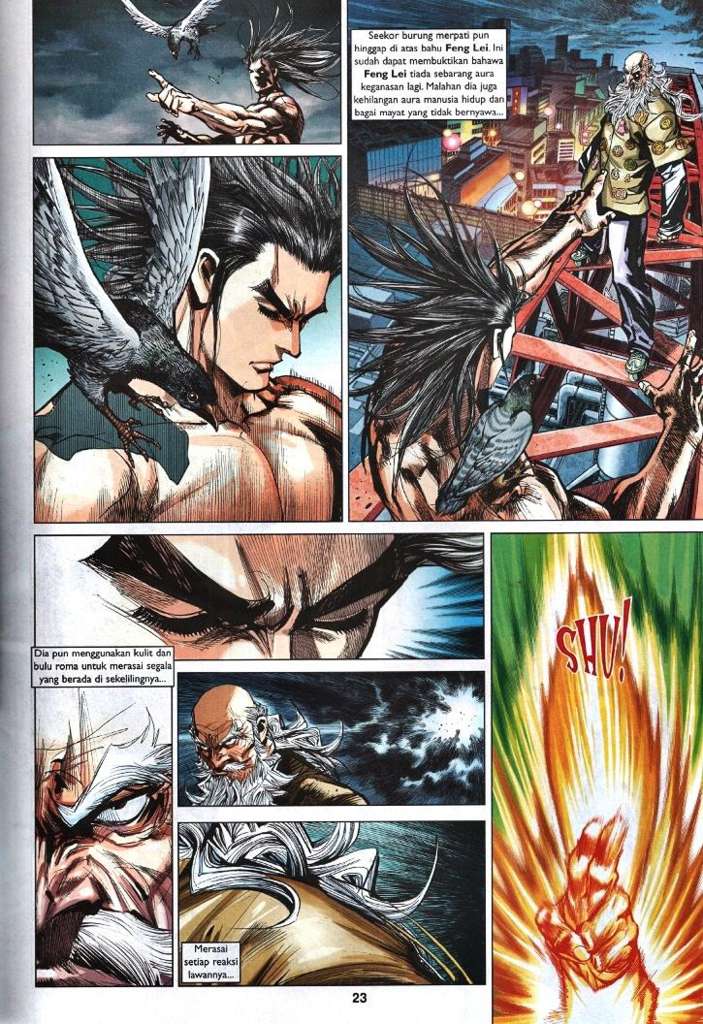 Seekor burung merpati pun
hinggap di atas bahu Feng Lei. Ini
sudah dapat membuktikan bahawa
Feng Lei tiada sebarang aura
keganasan lagi. Malahan dia juga
kehilangan aura manusia hidup dan
bagai mayat yang tidak bernyawa...
Dia pun menggunakan kulit dan
bulu roma untuk merasai segala
yang berada di sekelilingnya...
SHU!
Merasai
setiap reaksi
lawannya...
23